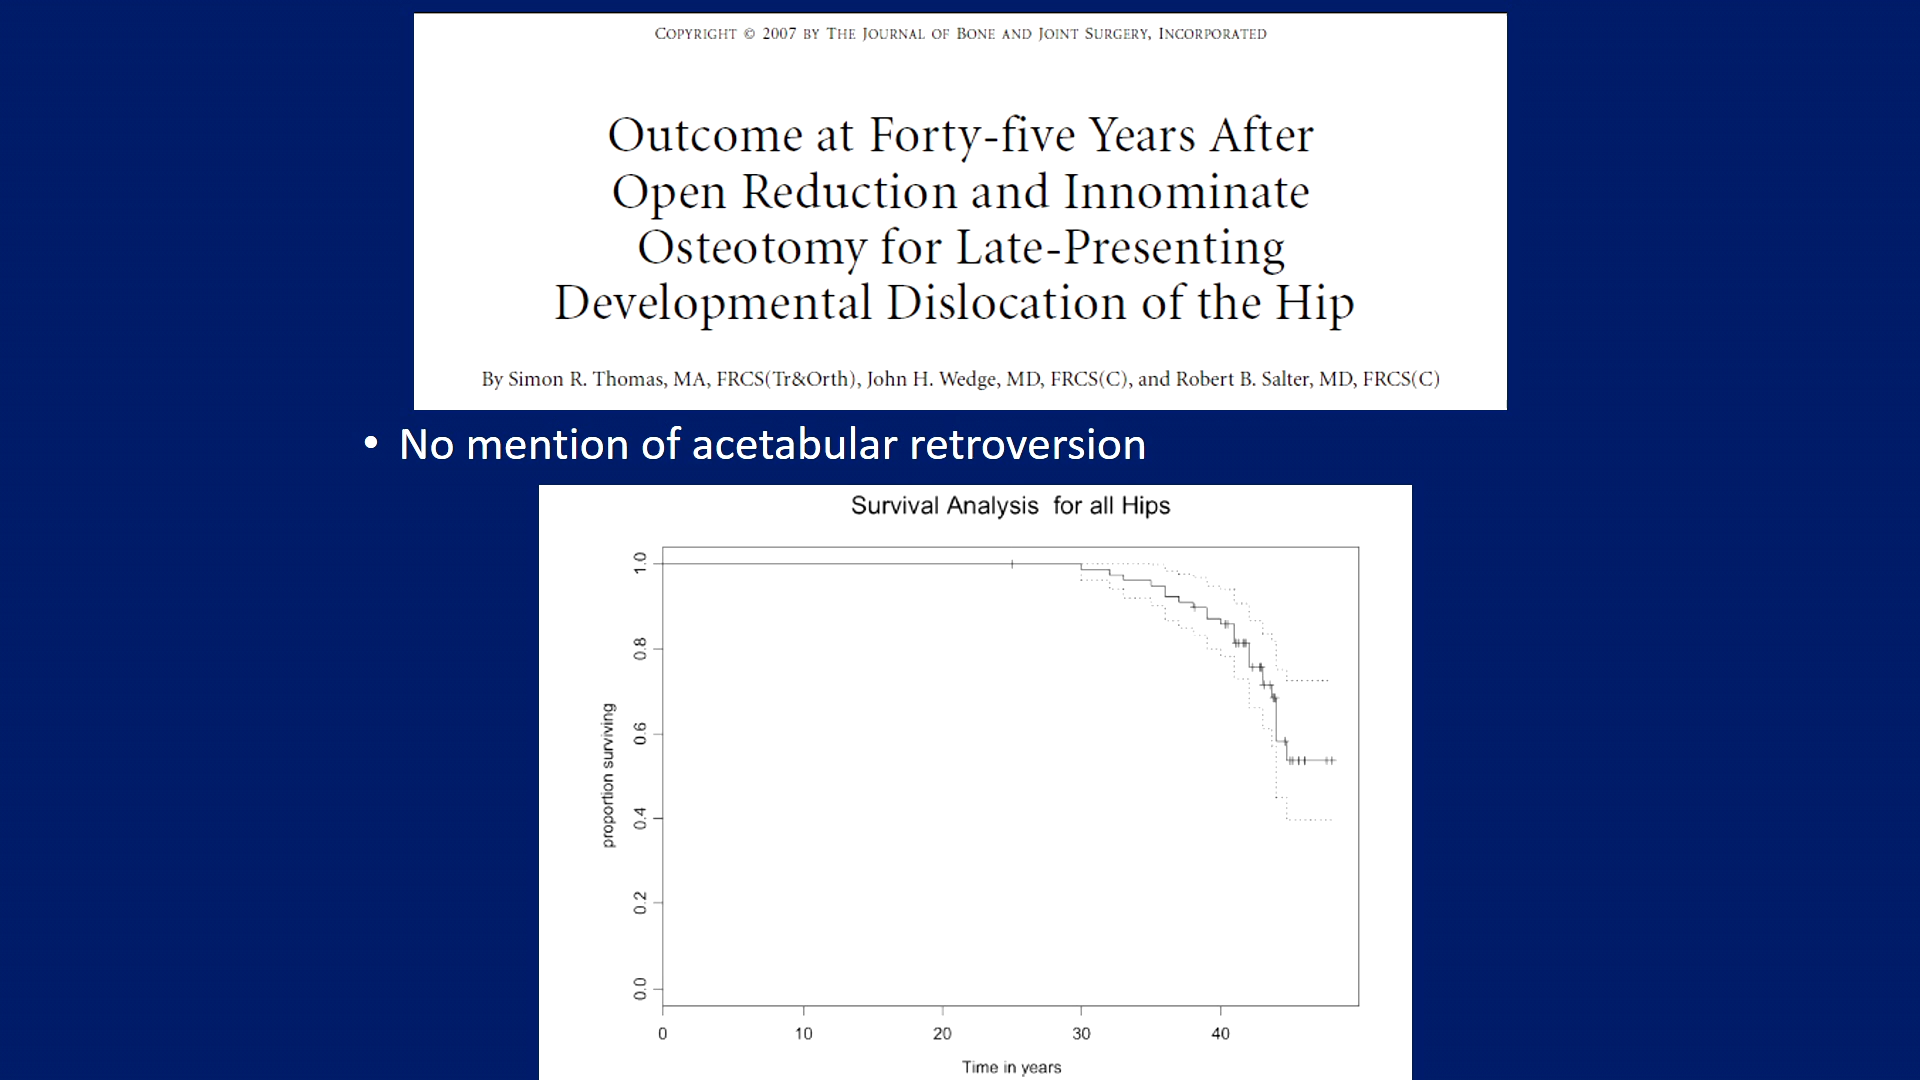 COPYRIGHT © 2007 BY THE JOURNAL OF BONE AND JOINT SURGERY, INCORPORATED
Outcome at Forty-five Years After
Open Reduction and Innominate
Osteotomy for Late-Presenting
Developmental Dislocation of the Hip
By Simon R. Thomas, MA, FRCS(Tr&Orth), John H. Wedge, MD, FRCS(C), and Robert B. Salter, MD, FRCS(C)
• No mention of acetabular retroversion
Survival Analysis for all Hips
proportion surviving
1.0
0.8
0.6
0.4
0.2
0.0
0 10 20 30 40
Time in years